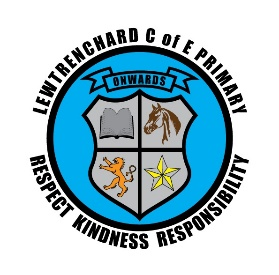 LEWTRENCHARD C of E PRIMARY
ONWARDS
RESPECT KINDNESS RESPONSIBILITY